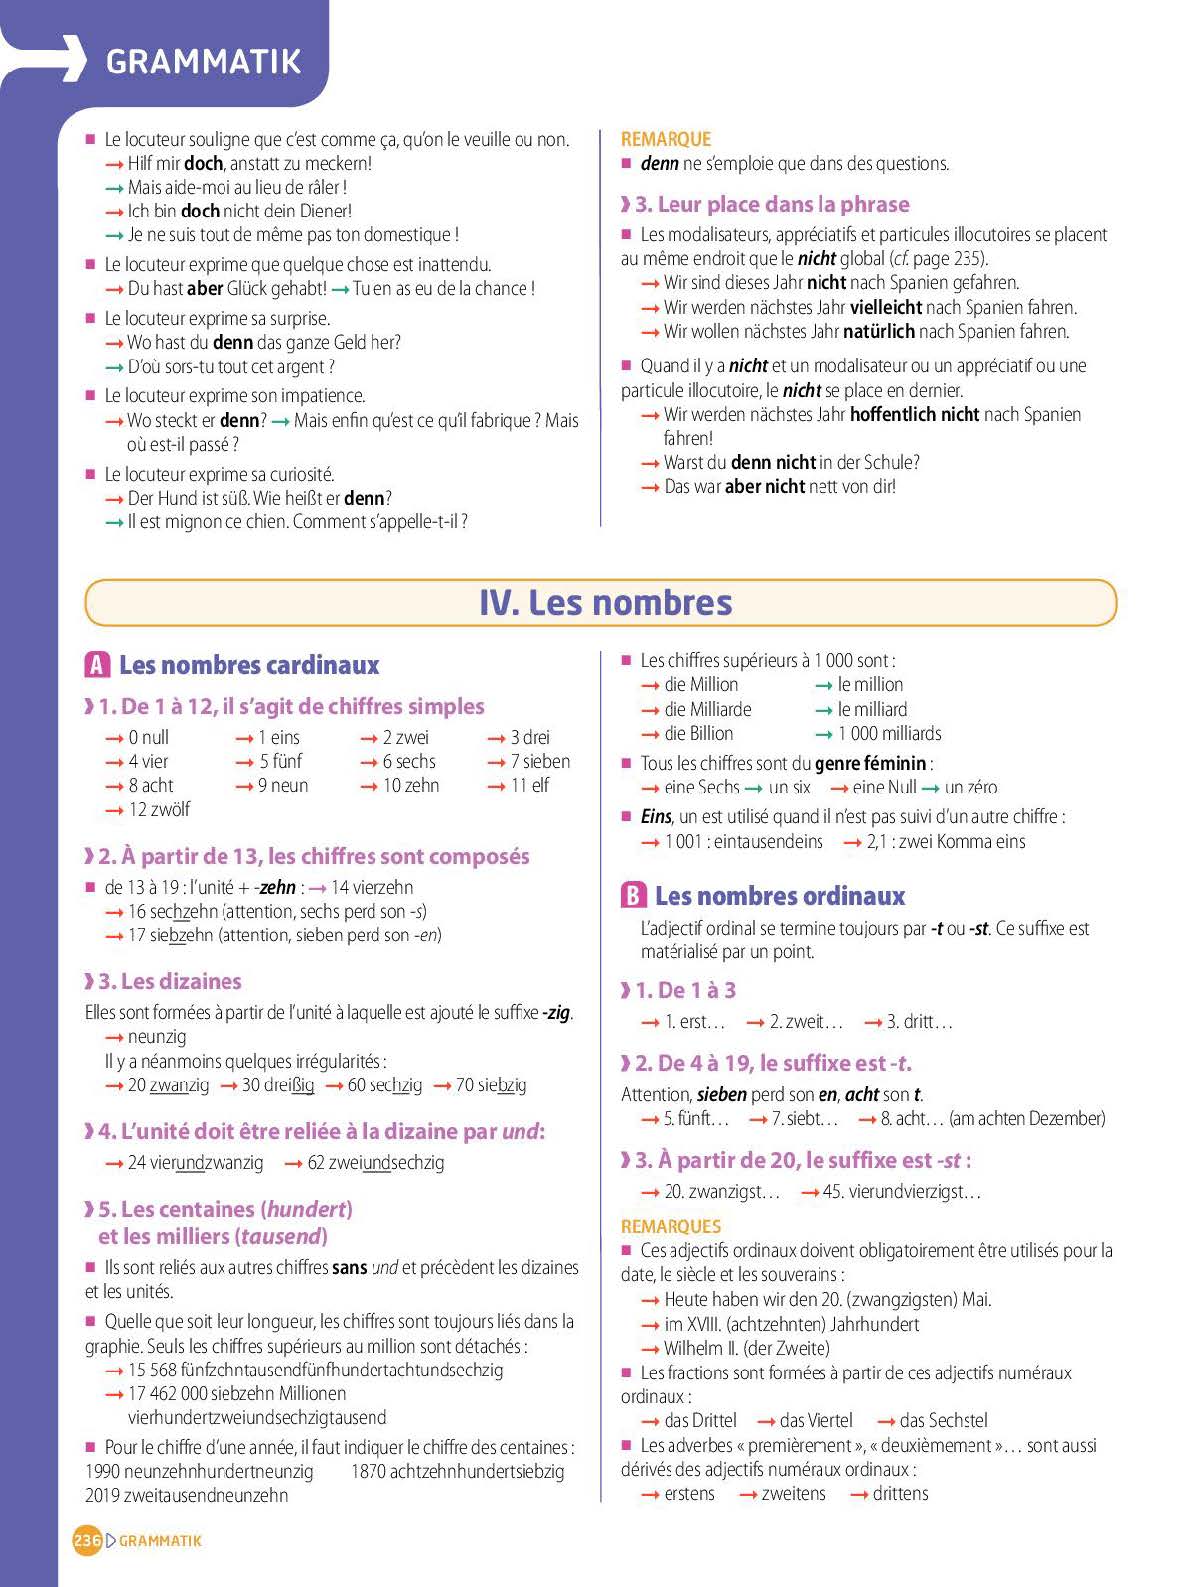 GRAMMATIK
■ Le locuteur souligne que c'est comme ça, qu'on le veuille ou non.
→ Hilf mir doch, anstatt zu meckern!
→ Mais aide-moi au lieu de râler !
→ Ich bin doch nicht dein Diener!
→ Je ne suis tout de même pas ton domestique !
■ Le locuteur exprime que quelque chose est inattendu.
→ Du hast aber Glück gehabt! → Tu en as eu de la chance !
■ Le locuteur exprime sa surprise.
→ Wo hast du denn das ganze Geld her?
→ D'où sors-tu tout cet argent ?
■ Le locuteur exprime son impatience.
→ Wo steckt er denn? → Mais enfin qu'est ce qu'il fabrique ? Mais
où est-il passé ?
■ Le locuteur exprime sa curiosité.
→ Der Hund ist süß. Wie heißt er denn?
→ Il est mignon ce chien. Comment s'appelle-t-il ?
REMARQUE
■ denn ne s'emploie que dans des questions.
3. Leur place dans la phrase
■ Les modalisateurs, appréciatifs et particules illocutoires se placent
au même endroit que le nicht global (cf. page 235).
→ Wir sind dieses Jahr nicht nach Spanien gefahren.
→ Wir werden nächstes Jahr vielleicht nach Spanien fahren.
→ Wir wollen nächstes Jahr natürlich nach Spanien fahren.
■ Quand il y a nicht et un modalisateur ou un appréciatif ou une
particule illocutoire, le nicht se place en dernier.
→ Wir werden nächstes Jahr hoffentlich nicht nach Spanien
fahren!
→ Warst du denn nicht in der Schule?
→ Das war aber nicht nett von dir!
IV. Les nombres
A Les nombres cardinaux
1. De 1 à 12, il s'agit de chiffres simples
→ 0 null → 1 eins → 2 zwei → 3 drei
→ 4 vier → 5 fünf → 6 sechs → 7 sieben
→ 8 acht → 9 neun → 10 zehn → 11 elf
→ 12 zwölf
2. À partir de 13, les chiffres sont composés
■ de 13 à 19 : l'unité + -zehn : → 14 vierzehn
→ 16 sechzehn (attention, sechs perd son -s)
→ 17 siebzehn (attention, sieben perd son -en)
3. Les dizaines
Elles sont formées à partir de l'unité à laquelle est ajouté le suffixe -zig.
→ neunzig
Il y a néanmoins quelques irrégularités :
→ 20 zwanzig → 30 dreißig → 60 sechzig → 70 siebzig
4. L'unité doit être reliée à la dizaine par und:
→ 24 vierundzwanzig → 62 zweiundsechzig
5. Les centaines (hundert)
et les milliers (tausend)
■ Ils sont reliés aux autres chiffres sans und et précèdent les dizaines
et les unités.
■ Quelle que soit leur longueur, les chiffres sont toujours liés dans la
graphie. Seuls les chiffres supérieurs au million sont détachés :
→ 15 568 fünfzehntausendfünfhundertachtundsechzig
→ 17 462 000 siebzehn Millionen
vierhundertzweiundsechzigtausend
■ Pour le chiffre d'une année, il faut indiquer le chiffre des centaines :
1990 neunzehnhundertneunzig 1870 achtzehnhundertsiebzig
2019 zweitausendneunzehn
■ Les chiffres supérieurs à 1 000 sont :
→ die Million → le million
→ die Milliarde → le milliard
→ die Billion → 1 000 milliards
■ Tous les chiffres sont du genre féminin :
→ eine Sechs → un six → eine Null → un zéro
■ Eins, un est utilisé quand il n'est pas suivi d'un autre chiffre :
→ 1 001 : eintausendeins → 2,1 : zwei Komma eins
B Les nombres ordinaux
L'adjectif ordinal se termine toujours par -t ou -st. Ce suffixe est
matérialisé par un point.
1. De 1 à 3
→ 1. erst… → 2. zweit… → 3. dritt…
2. De 4 à 19, le suffixe est -t.
Attention, sieben perd son en, acht son t.
→ 5. fünft… → 7. siebt… → 8. acht… (am achten Dezember)
3. À partir de 20, le suffixe est -st :
→ 20. zwanzigst… → 45. vierundvierzigst…
REMARQUES
■ Ces adjectifs ordinaux doivent obligatoirement être utilisés pour la
date, le siècle et les souverains :
→ Heute haben wir den 20. (zwangzigsten) Mai.
→ im XVIII. (achtzehnten) Jahrhundert
→ Wilhelm II. (der Zweite)
■ Les fractions sont formées à partir de ces adjectifs numéraux
ordinaux :
→ das Drittel → das Viertel → das Sechstel
■ Les adverbes « premièrement », « deuxièmement »… sont aussi
dérivés des adjectifs numéraux ordinaux :
→ erstens → zweitens → drittens
236 GRAMMATIK